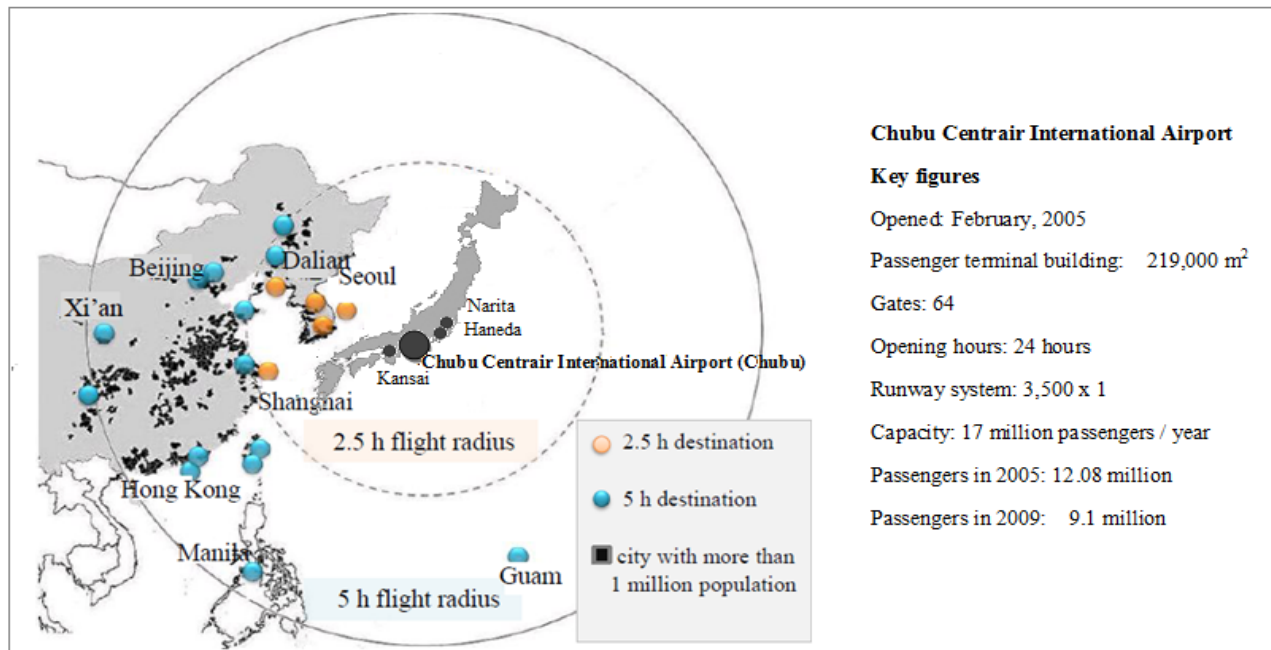 Beijing
Dalian
Seoul
Xi'an
Narita
Haneda
Chubu Centrair International Airport (Chubu)
Kansai
Shanghai
2.5 h flight radius
Hong Kong
Manila
Guam
5 h flight radius
2.5 h destination
5 h destination
city with more than
1 million population
Chubu Centrair International Airport
Key figures
Opened: February, 2005
Passenger terminal building: 219,000 m²
Gates: 64
Opening hours: 24 hours
Runway system: 3,500 x 1
Capacity: 17 million passengers / year
Passengers in 2005: 12.08 million
Passengers in 2009: 9.1 million